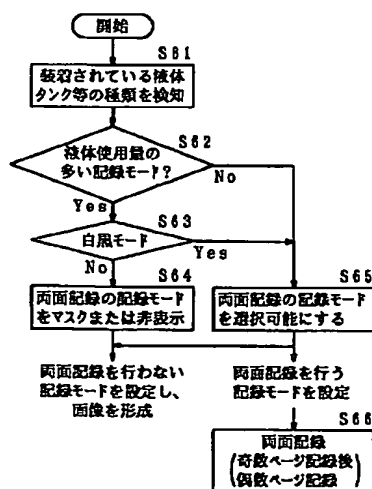 開始
S61
装着されている液体
タンク等の種類を検知
S62
液体使用量の
多い記録モード?
No
Yes
S63
白黒モード
Yes
No
S64
両面記録の記録モード
をマスクまたは非表示
S65
両面記録の記録モード
を選択可能にする
両面記録を行わない
記録モードを設定し、
画像を形成
両面記録を行う
記録モードを設定
S66
両面記録
(奇数ページ記録後
偶数ページ記録